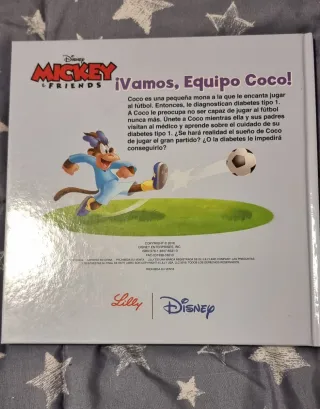 Disney
MICKEY
& FRIENDS
¡Vamos, Equipo Coco!
Coco es una pequeña mona a la que le encanta jugar
al fútbol. Entonces, le diagnostican diabetes tipo 1.
A Coco le preocupa no ser capaz de jugar al fútbol
nunca más. Únete a Coco mientras ella y sus padres
visitan al médico y aprende sobre el cuidado de su
diabetes tipo 1. ¿Se hará realidad el sueño de Coco
de jugar el gran partido? ¿O la diabetes te impedirá
conseguirlo?
Lilly
Disney